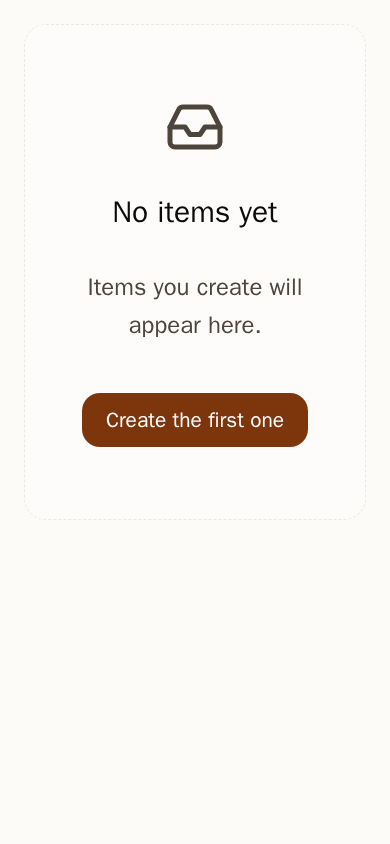 No items yet
Items you create will
appear here.
Create the first one